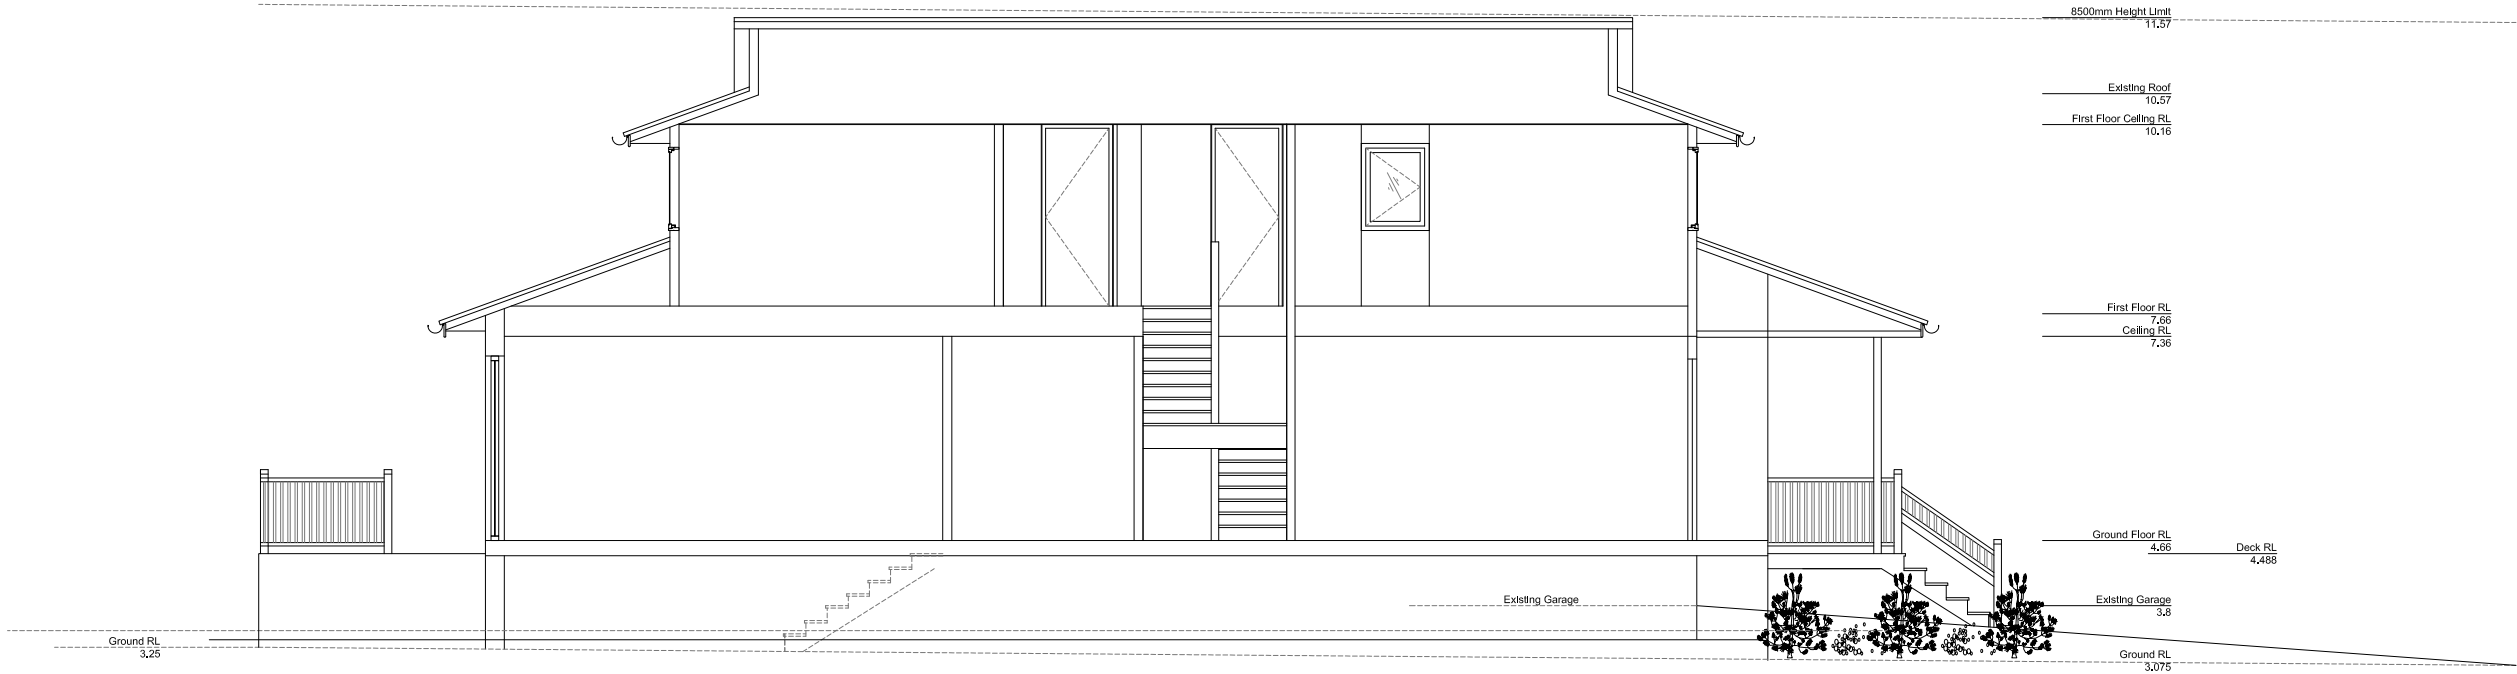 8500mm Height Limit
11.57
Existing Roof
10.57
First Floor Ceiling RL
10.16
First Floor RL
7.66
Ceiling RL
7.36
Ground Floor RL
4.66
Deck RL
4.488
Existing Garage
Existing Garage
3.8
Ground RL
3.25
Ground RL
3.075